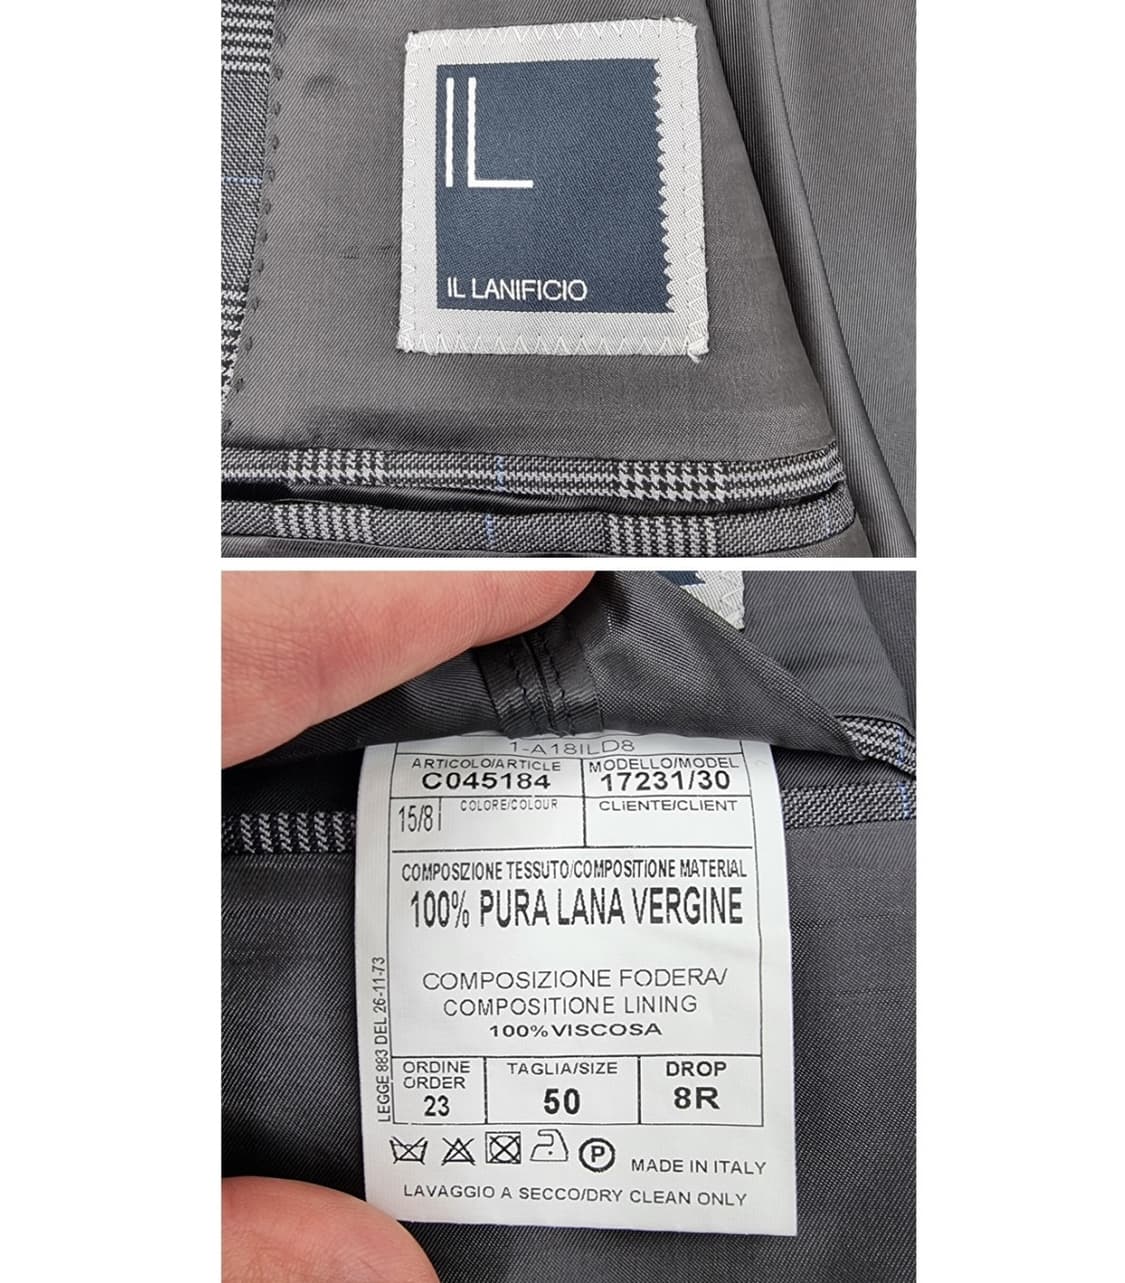 IL
IL LANIFICIO
1-A18ILD8
ARTICOLO/ARTICLE
C045184
MODELLO/MODEL
17231/30
15/8
COLORE/COLOUR
CLIENTE/CLIENT
COMPOSIZIONE TESSUTO/COMPOSITIONE MATERIAL
100% PURA LANA VERGINE
COMPOSIZIONE FODERA/
COMPOSITIONE LINING
100%VISCOSA
LEGGE 883 DEL 26-11-73
ORDINE
ORDER
23
TAGLIA/SIZE
50
DROP
8R
P
MADE IN ITALY
LAVAGGIO A SECCO/DRY CLEAN ONLY